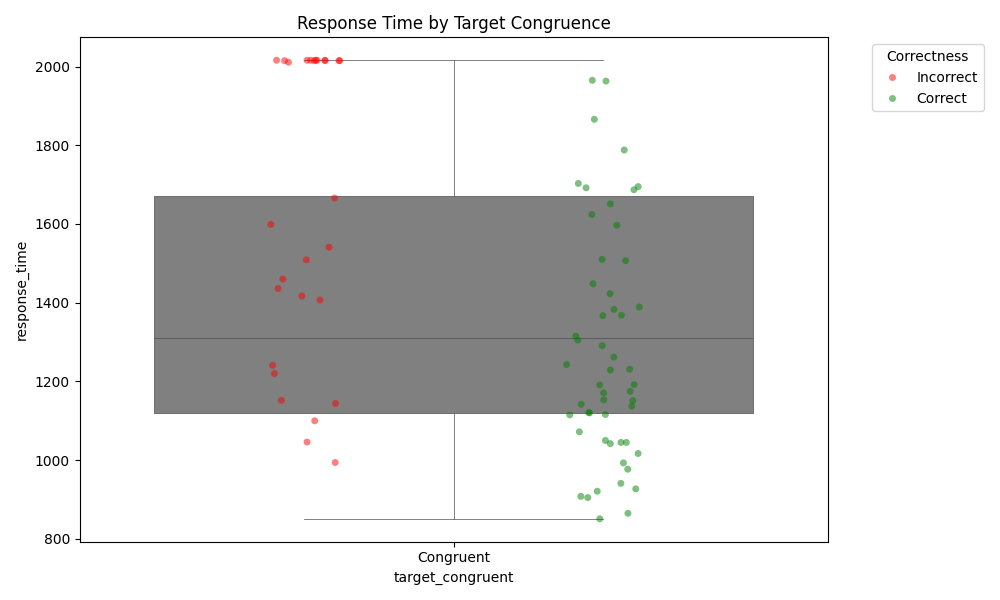 Response Time by Target Congruence
Correctness
Incorrect
Correct
response_time
2000
1800
1600
1400
1200
1000
800
Congruent
target_congruent